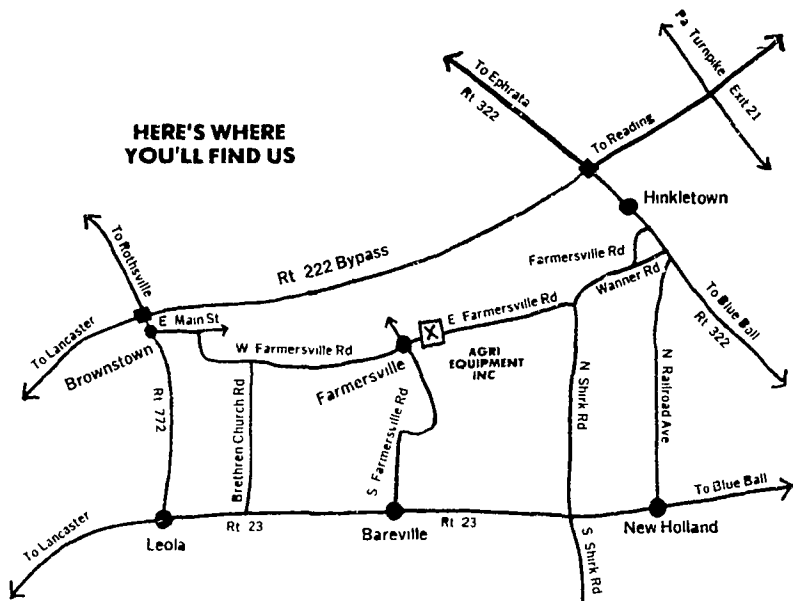 Pa Turnpike
Exit 21
To Ephrata
Rt 322
HERE'S WHERE
YOU'LL FIND US
To Reading
Hinkletown
To Rothsville
Rt 222 Bypass
Farmersville Rd
Wanner Rd
To Blue Ball
Rt 322
E Main St
E Farmersville Rd
To Lancaster
Brownstown
W Farmersville Rd
Farmersville
AGRI
EQUIPMENT
INC
Rt 772
Brethren Church Rd
S Farmersville Rd
N Shirk Rd
N Railroad Ave
To Blue Ball
To Lancaster
Leola
Rt 23
Bareville
Rt 23
New Holland
S Shirk Rd
X